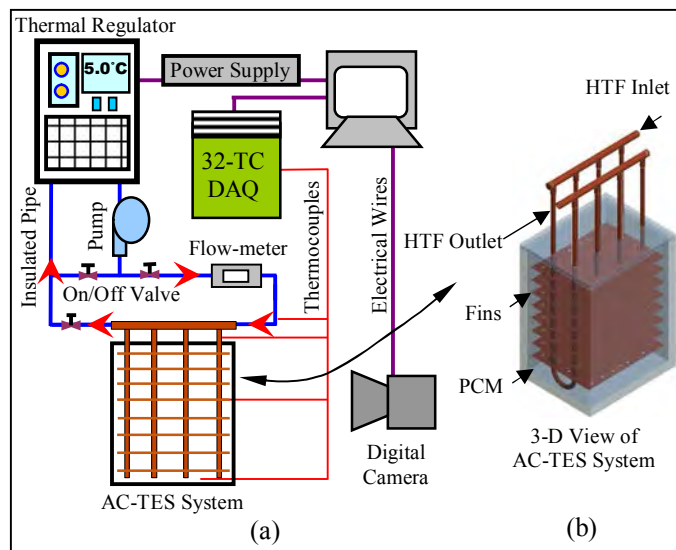 Thermal Regulator
5.0°C
Power Supply
32-TC
DAQ
Insulated Pipe
Pump
Flow-meter
On/Off Valve
Thermocouples
Electrical Wires
Digital
Camera
AC-TES System
(a)
HTF Inlet
HTF Outlet
Fins
PCM
3-D View of
AC-TES System
(b)